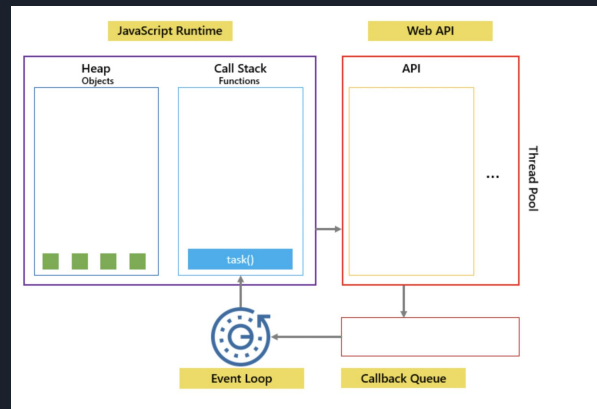 JavaScript Runtime
Web API
Heap
Objects
Call Stack
Functions
API
...
Thread Pool
task()
Event Loop
Callback Queue